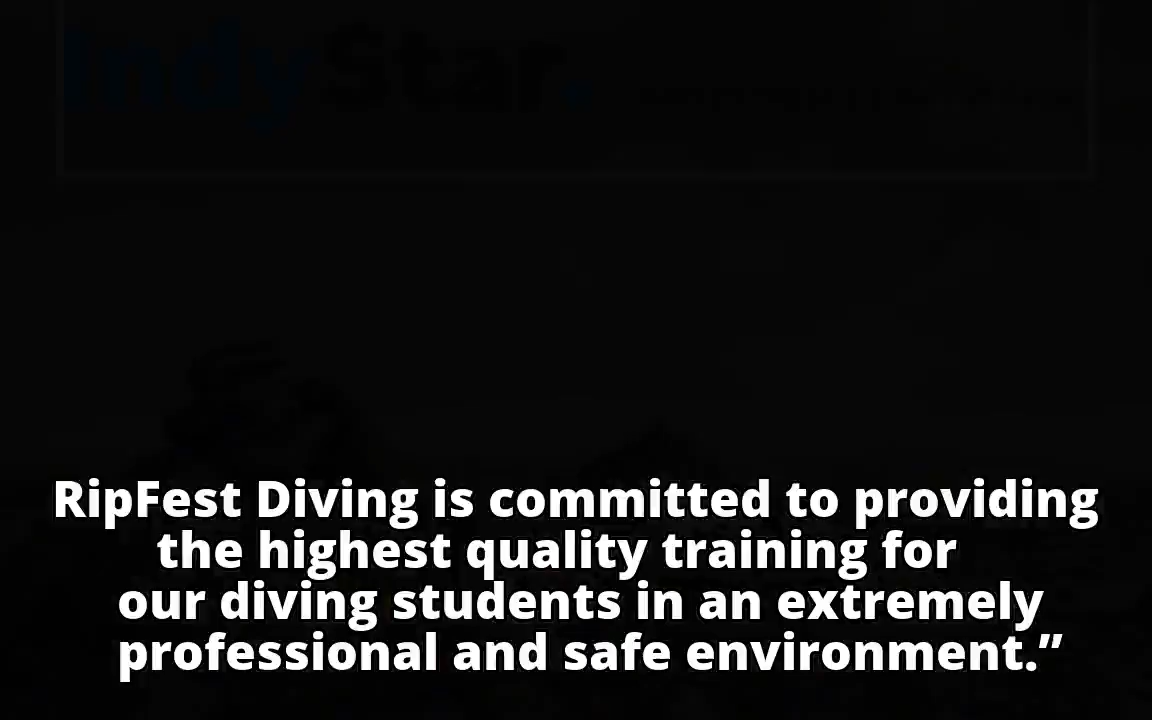 IndyStar.
RipFest Diving is committed to providing
the highest quality training for
our diving students in an extremely
professional and safe environment.”